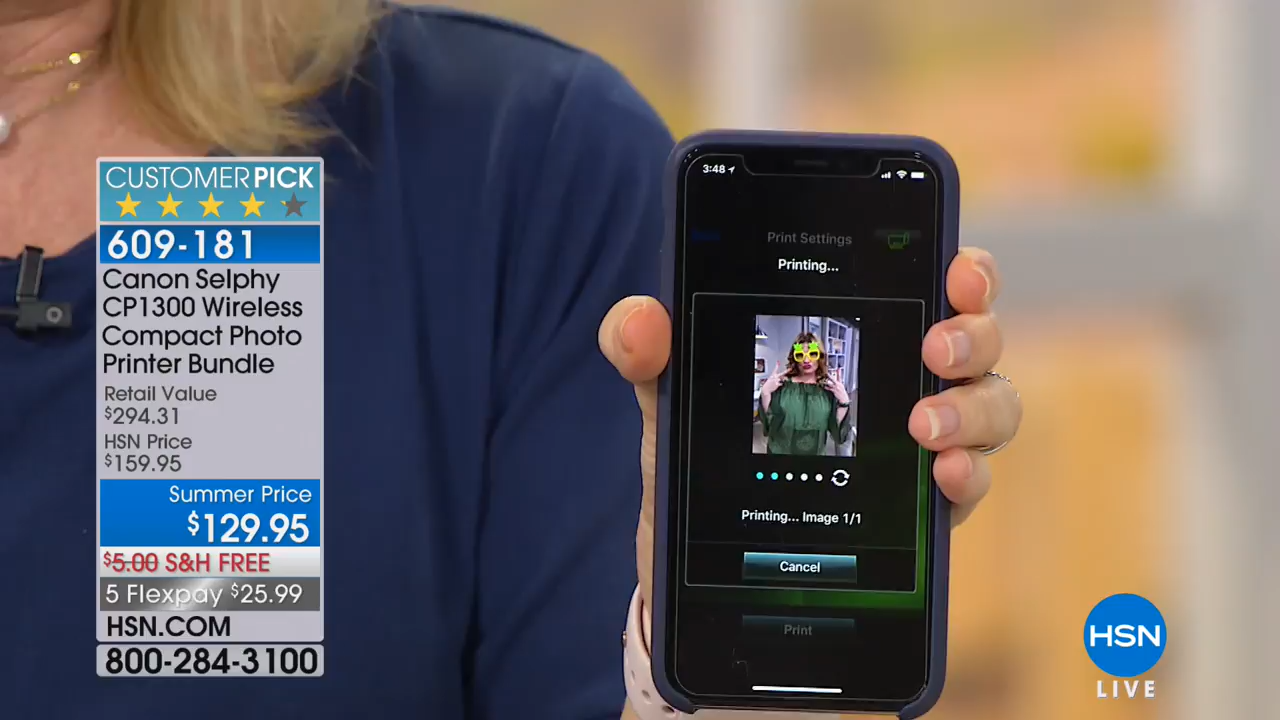 CUSTOMER PICK
609-181
Canon Selphy
CP1300 Wireless
Compact Photo
Printer Bundle
Retail Value
$294.31
HSN Price
$159.95
Summer Price
$129.95
$5.00 S&H FREE
5 Flexpay $25.99
HSN.COM
800-284-3100
3:48
Print Settings
Printing...
Printing... Image 1/1
Cancel
Print
HSN
LIVE